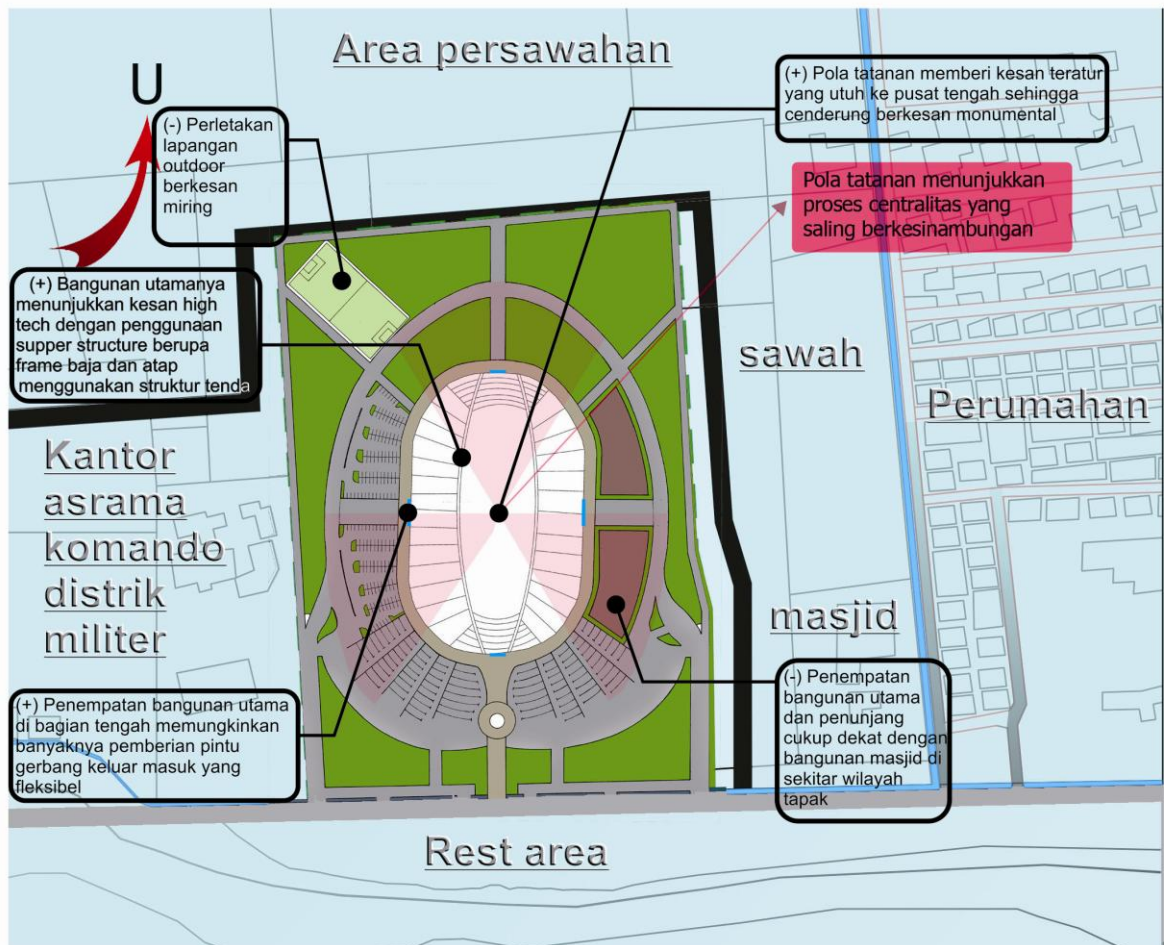 Area persawahan
U
(-) Perletakan
lapangan
outdoor
berkesan
miring
(+) Pola tatanan memberi kesan teratur
yang utuh ke pusat tengah sehingga
cenderung berkesan monumental
Pola tatanan menunjukkan
proses centralitas yang
saling berkesinambungan
(+) Bangunan utamanya
menunjukkan kesan high
tech dengan penggunaan
supper structure berupa
frame baja dan atap
menggunakan struktur tenda
sawah
Perumahan
Kantor
asrama
komando
distrik
militer
masjid
(+) Penempatan bangunan utama
di bagian tengah memungkinkan
banyaknya pemberian pintu
gerbang keluar masuk yang
fleksibel
(-) Penempatan
bangunan utama
dan penunjang
cukup dekat dengan
bangunan masjid di
sekitar wilayah
tapak
Rest area